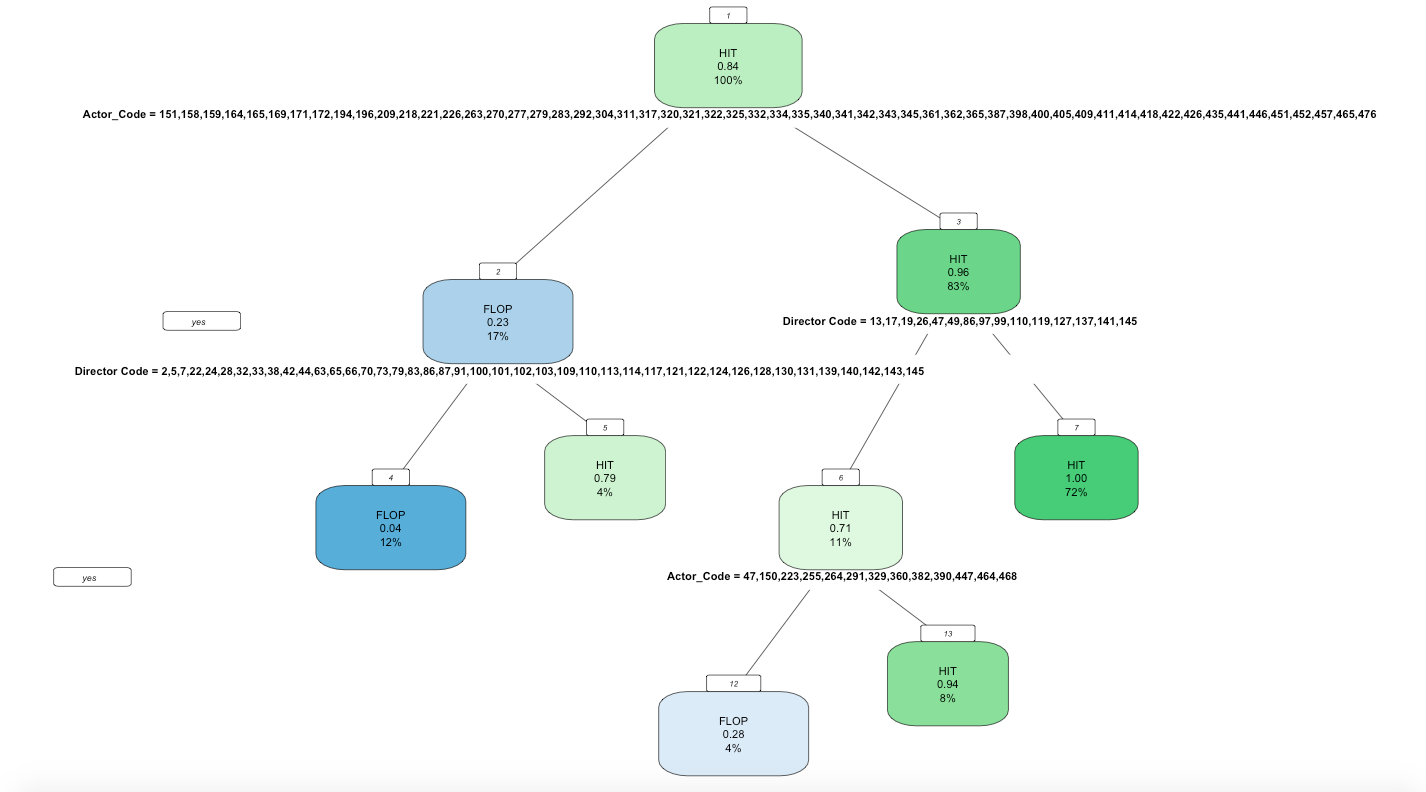 1
HIT
0.84
100%
Actor_Code = 151,158,159,164,165,169,171,172,194,196,209,218,221,226,263,270,277,279,283,292,304,311,317,320,321,322,325,332,334,335,340,341,342,343,345,361,362,365,387,398,400,405,409,411,414,418,422,426,435,441,446,451,452,457,465,476
3
HIT
0.96
83%
2
FLOP
0.23
17%
yes
Director Code = 13,17,19,26,47,49,86,97,99,110,119,127,137,141,145
Director Code = 2,5,7,22,24,28,32,33,38,42,44,63,65,66,70,73,79,83,86,87,91,100,101,102,103,109,110,113,114,117,121,122,124,126,128,130,131,139,140,142,143,145
5
HIT
0.79
4%
7
HIT
1.00
72%
4
FLOP
0.04
12%
6
HIT
0.71
11%
yes
Actor_Code = 47,150,223,255,264,291,329,360,382,390,447,464,468
13
HIT
0.94
8%
12
FLOP
0.28
4%